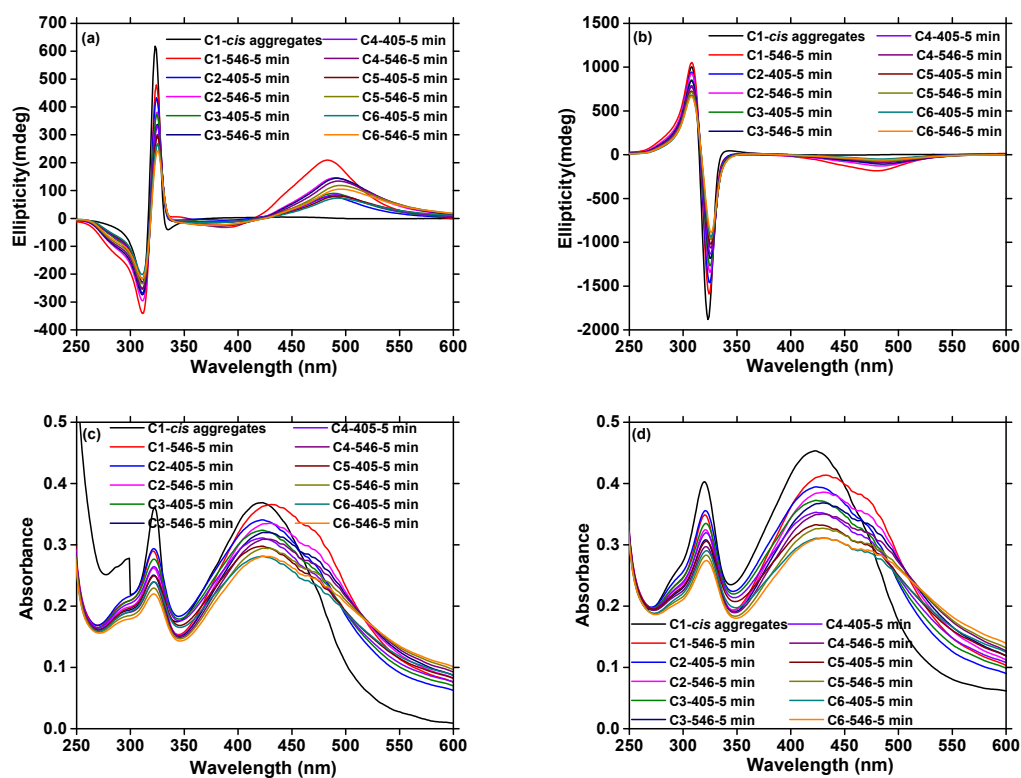 (a)
C1-cis aggregates
C1-546-5 min
C2-405-5 min
C2-546-5 min
C3-405-5 min
C3-546-5 min
C4-405-5 min
C4-546-5 min
C5-405-5 min
C5-546-5 min
C6-405-5 min
C6-546-5 min
Ellipticity(mdeg)
700
600
500
400
300
200
100
0
-100
-200
-300
-400
250 300 350 400 450 500 550 600
Wavelength (nm)
(b)
C1-cis aggregates
C1-546-5 min
C2-405-5 min
C2-546-5 min
C3-405-5 min
C3-546-5 min
C4-405-5 min
C4-546-5 min
C5-405-5 min
C5-546-5 min
C6-405-5 min
C6-546-5 min
Ellipticity(mdeg)
1500
1000
500
0
-500
-1000
-1500
-2000
250 300 350 400 450 500 550 600
Wavelength (nm)
(c)
C1-cis aggregates
C1-546-5 min
C2-405-5 min
C2-546-5 min
C3-405-5 min
C3-546-5 min
C4-405-5 min
C4-546-5 min
C5-405-5 min
C5-546-5 min
C6-405-5 min
C6-546-5 min
Absorbance
0.5
0.4
0.3
0.2
0.1
0.0
250 300 350 400 450 500 550 600
Wavelength (nm)
(d)
Absorbance
0.5
0.4
0.3
0.2
0.1
0.0
C1-cis aggregates
C1-546-5 min
C2-405-5 min
C2-546-5 min
C3-405-5 min
C3-546-5 min
C4-405-5 min
C4-546-5 min
C5-405-5 min
C5-546-5 min
C6-405-5 min
C6-546-5 min
250 300 350 400 450 500 550 600
Wavelength (nm)